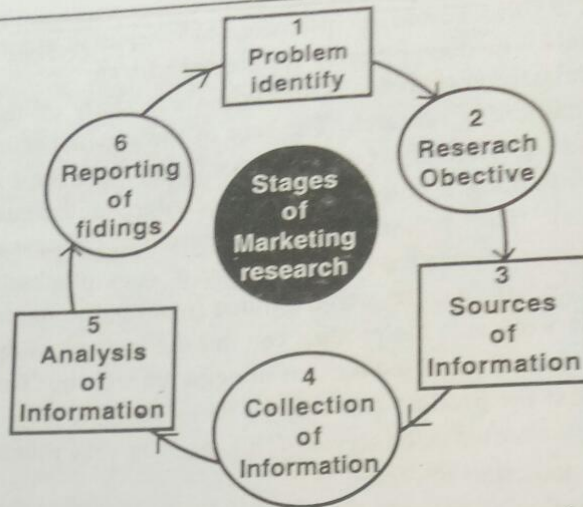 1
Problem
identify
2
Reserach
Obective
3
Sources
of
Information
4
Collection
of
Information
5
Analysis
of
Information
6
Reporting
of
fidings
Stages
of
Marketing
research